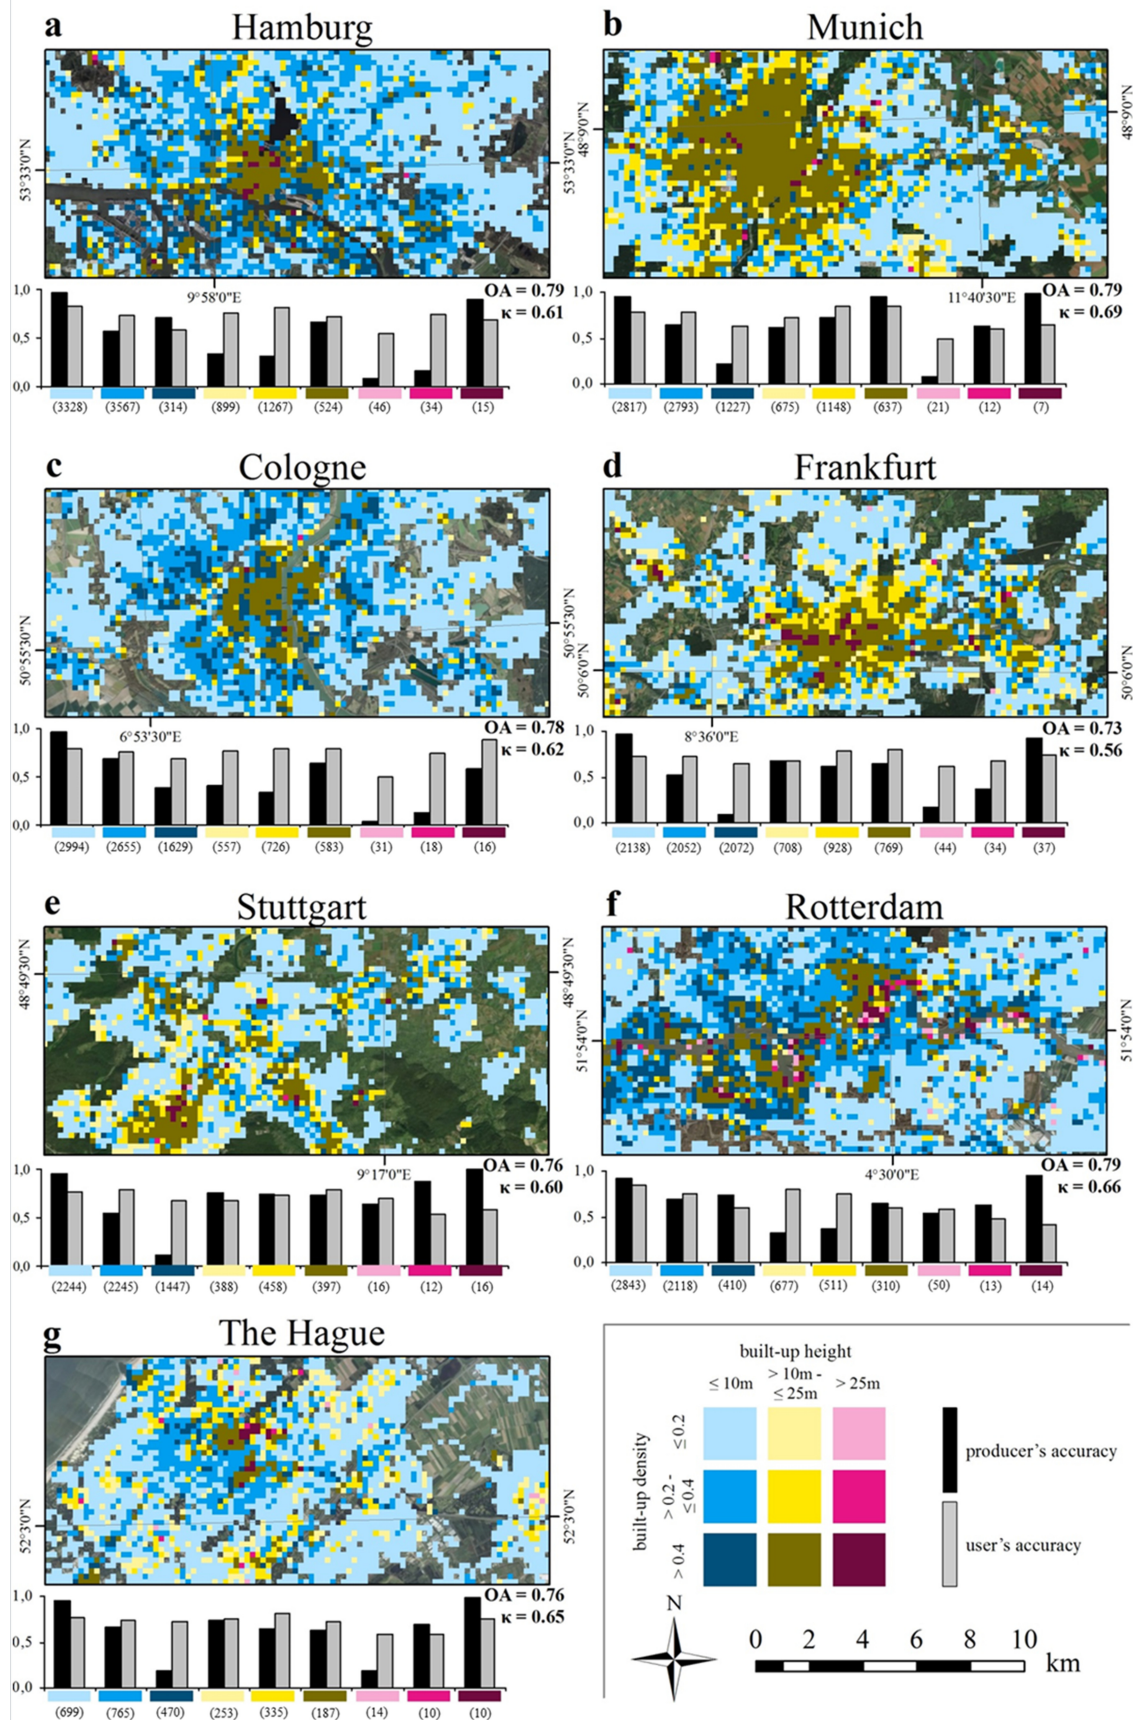 a Hamburg
53°33'0"N
53°33'0"N
9°58'0"E
OA = 0.79
κ = 0.61
1,0
0,5
0,0
(3328) (3567) (314) (899) (1267) (524) (46) (34) (15)
b Munich
48°9'0"N
48°9'0"N
11°40'30"E
OA = 0.79
κ = 0.69
1,0
0,5
0,0
(2817) (2793) (1227) (675) (1148) (637) (21) (12) (7)
c Cologne
50°55'30"N
50°55'30"N
6°53'30"E
OA = 0.78
κ = 0.62
1,0
0,5
0,0
(2994) (2655) (1629) (557) (726) (583) (31) (18) (16)
d Frankfurt
50°6'0"N
50°6'0"N
8°36'0"E
OA = 0.73
κ = 0.56
1,0
0,5
0,0
(2138) (2052) (2072) (708) (928) (769) (44) (34) (37)
e Stuttgart
48°49'30"N
48°49'30"N
9°17'0"E
OA = 0.76
κ = 0.60
1,0
0,5
0,0
(2244) (2245) (1447) (388) (458) (397) (16) (12) (16)
f Rotterdam
51°54'0"N
51°54'0"N
4°30'0"E
OA = 0.79
κ = 0.66
1,0
0,5
0,0
(2843) (2118) (410) (677) (511) (310) (50) (13) (14)
g The Hague
52°3'0"N
52°3'0"N
OA = 0.76
κ = 0.65
1,0
0,5
0,0
(699) (765) (470) (253) (335) (187) (14) (10) (10)
built-up height
≤ 10m
> 10m -
≤ 25m
> 25m
built-up density
≤ 0.2
> 0.2 -
≤ 0.4
> 0.4
producer's accuracy
user's accuracy
N
0 2 4 6 8 10
km